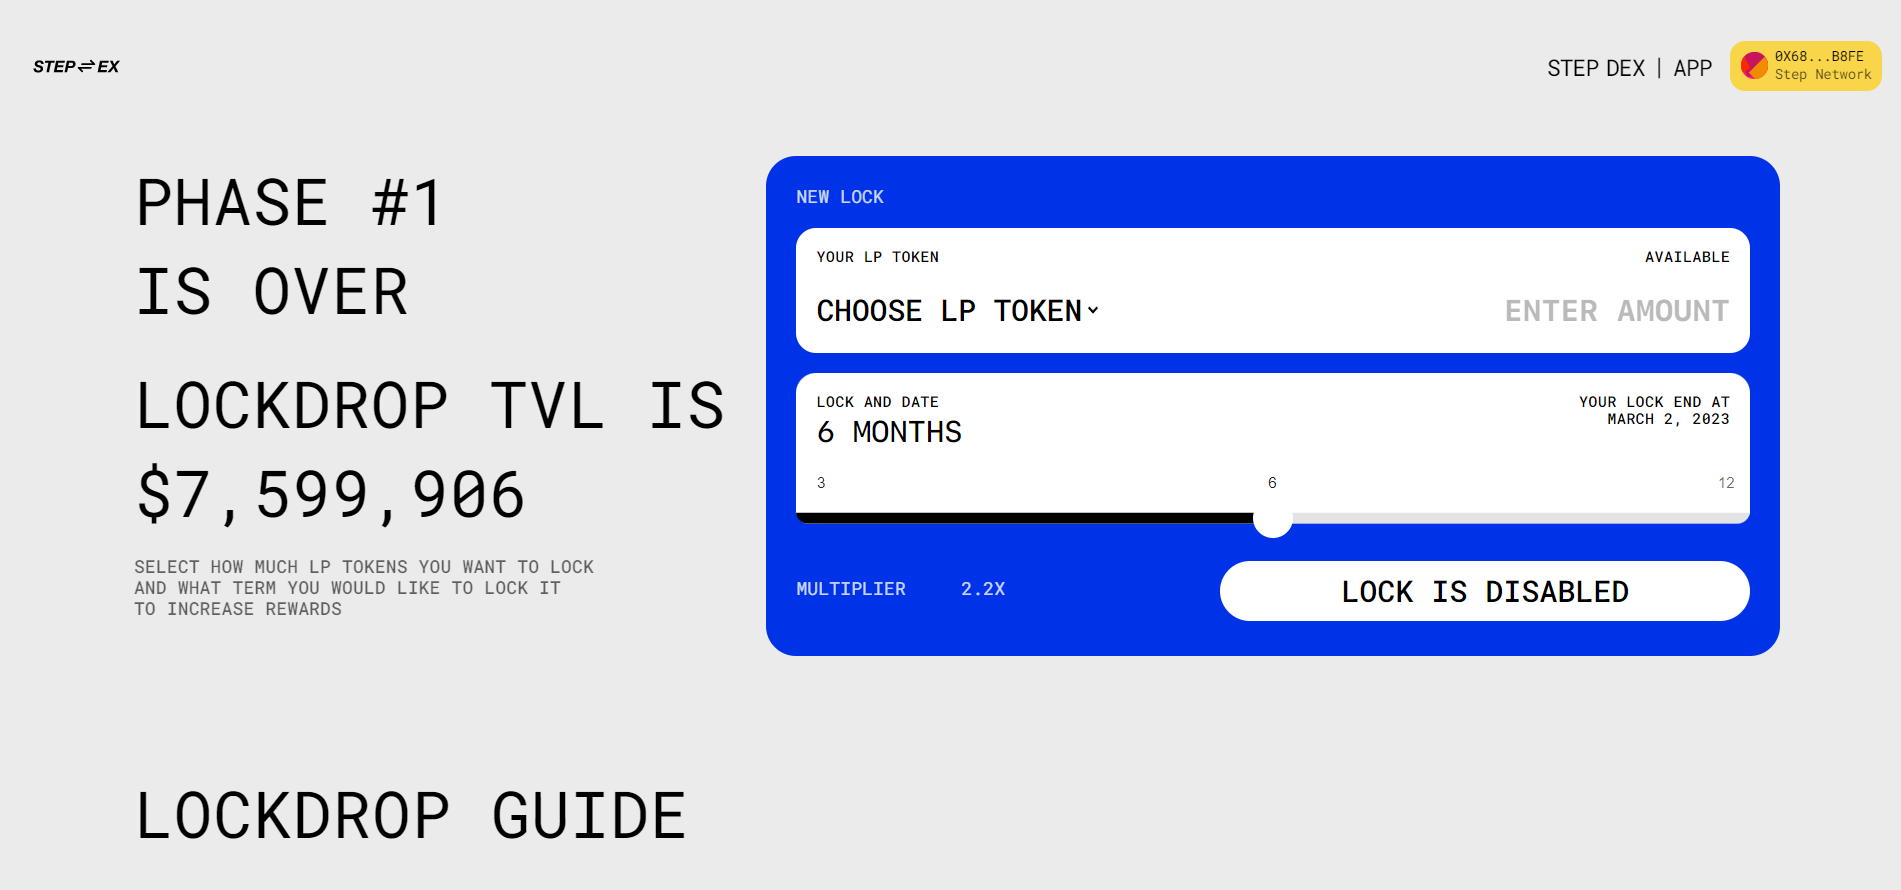 STEP⇌EX
STEP DEX | APP
0X68...B8FE
Step Network
PHASE #1
IS OVER
LOCKDROP TVL IS
$7,599,906
SELECT HOW MUCH LP TOKENS YOU WANT TO LOCK
AND WHAT TERM YOU WOULD LIKE TO LOCK IT
TO INCREASE REWARDS
NEW LOCK
YOUR LP TOKEN
AVAILABLE
CHOOSE LP TOKEN
ENTER AMOUNT
LOCK AND DATE
6 MONTHS
YOUR LOCK END AT
MARCH 2, 2023
3 6 12
MULTIPLIER 2.2X
LOCK IS DISABLED
LOCKDROP GUIDE